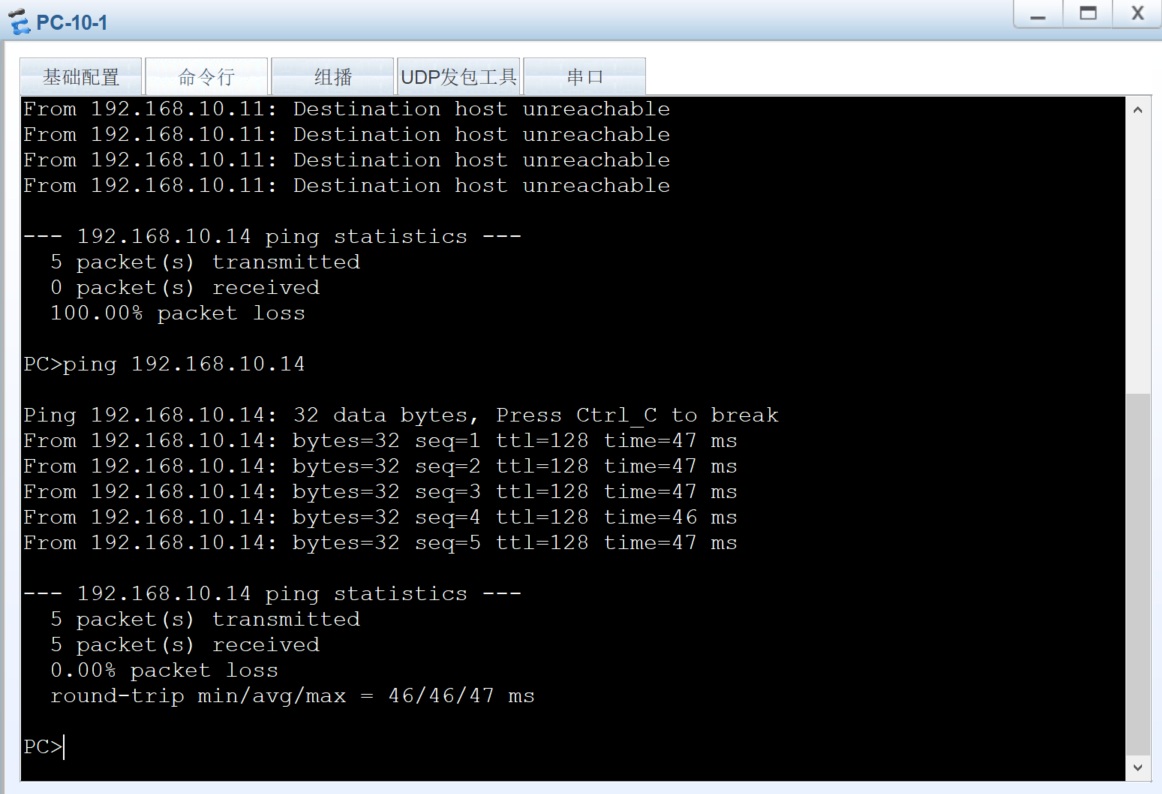 PC-10-1
基础配置 命令行 组播 UDP发包工具 串口
From 192.168.10.11: Destination host unreachable
From 192.168.10.11: Destination host unreachable
From 192.168.10.11: Destination host unreachable
From 192.168.10.11: Destination host unreachable
--- 192.168.10.14 ping statistics ---
5 packet(s) transmitted
0 packet(s) received
100.00% packet loss
PC>ping 192.168.10.14
Ping 192.168.10.14: 32 data bytes, Press Ctrl_C to break
From 192.168.10.14: bytes=32 seq=1 ttl=128 time=47 ms
From 192.168.10.14: bytes=32 seq=2 ttl=128 time=47 ms
From 192.168.10.14: bytes=32 seq=3 ttl=128 time=47 ms
From 192.168.10.14: bytes=32 seq=4 ttl=128 time=46 ms
From 192.168.10.14: bytes=32 seq=5 ttl=128 time=47 ms
--- 192.168.10.14 ping statistics ---
5 packet(s) transmitted
5 packet(s) received
0.00% packet loss
round-trip min/avg/max = 46/46/47 ms
PC>